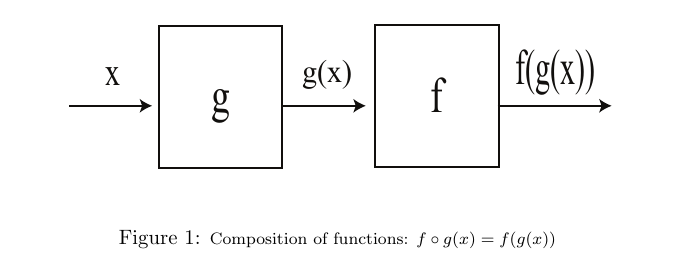 x
g
g(x)
f
f(g(x))
Figure 1: Composition of functions: f ∘ g(x) = f(g(x))